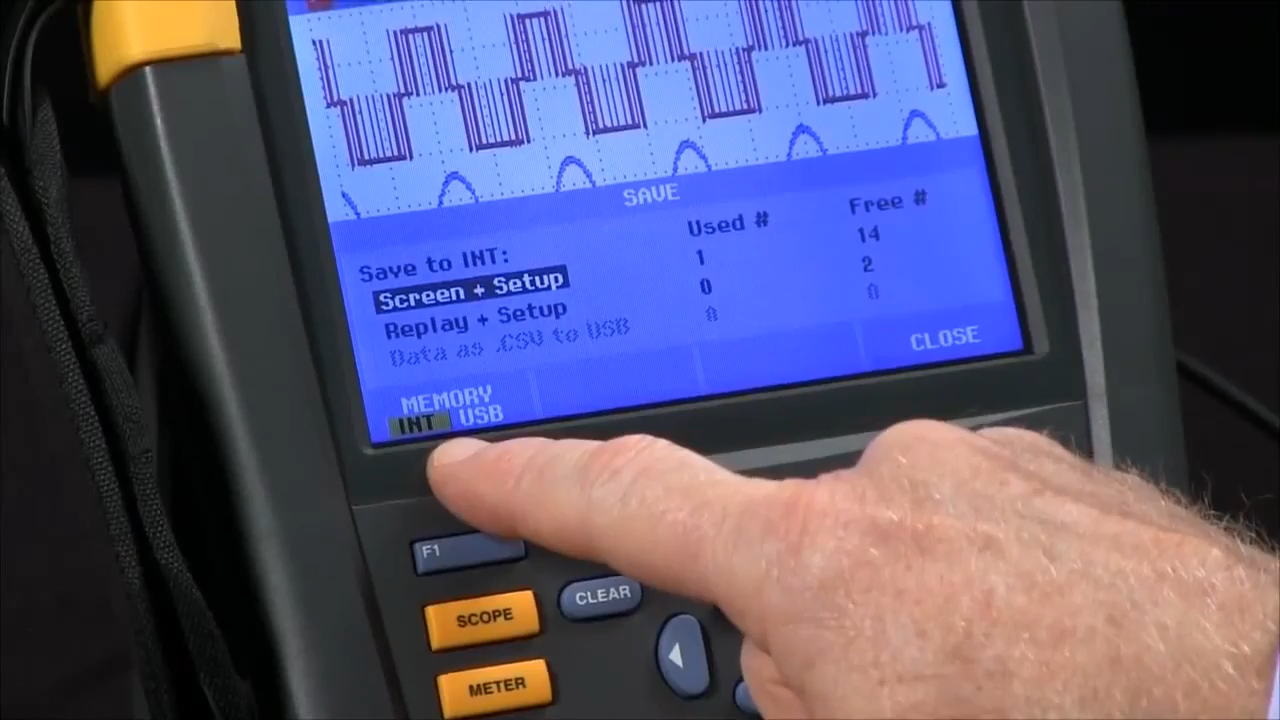 SAVE
Save to INT: Used # Free #
Screen + Setup 1 14
Replay + Setup 0 2
Data as .CSV to USB 0 0
MEMORY
INT USB
CLOSE
F1
SCOPE
CLEAR
METER